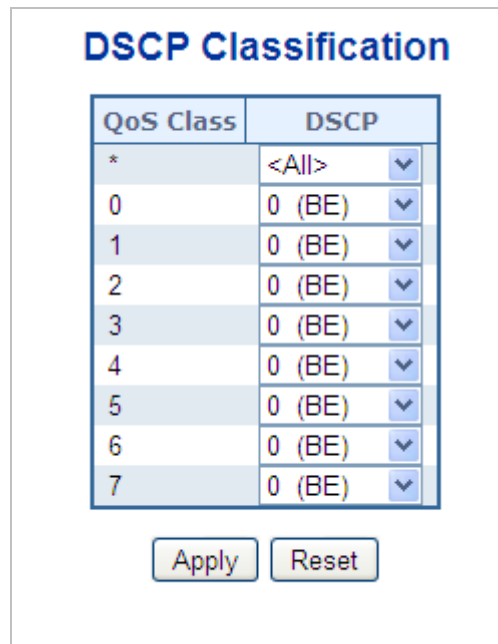 DSCP Classification
QoS Class DSCP
* <All>
0 0 (BE)
1 0 (BE)
2 0 (BE)
3 0 (BE)
4 0 (BE)
5 0 (BE)
6 0 (BE)
7 0 (BE)
Apply Reset